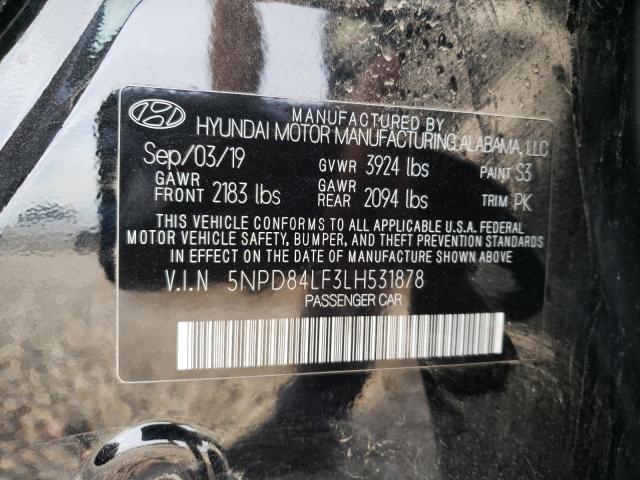 MANUFACTURED BY
HYUNDAI MOTOR MANUFACTURING ALABAMA, LLC
Sep/03/19 GVWR 3924 lbs PAINT S3
GAWR FRONT 2183 lbs GAWR REAR 2094 lbs TRIM PK
THIS VEHICLE CONFORMS TO ALL APPLICABLE U.S.A. FEDERAL
MOTOR VEHICLE SAFETY, BUMPER, AND THEFT PREVENTION STANDARDS
IN EFFECT ON THE DATE OF MANUFACTURE SHOWN ABOVE
V.I.N 5NPD84LF3LH531878
PASSENGER CAR